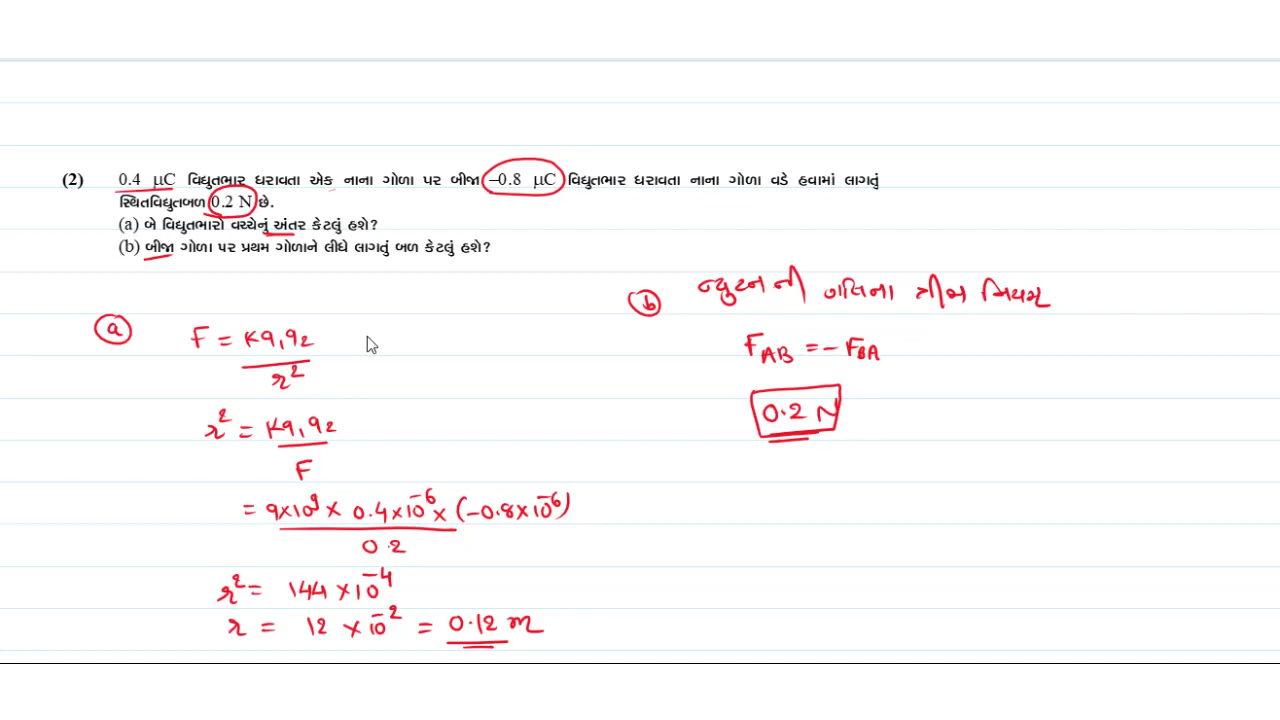 (2) 0.4 μC વિદ્યુતભાર ધરાવતા એક નાના ગોળા પર બીજા –0.8 μC વિદ્યુતભાર ધરાવતા નાના ગોળા વડે હવામાં લાગતું
સ્થિતવિદ્યુતબળ 0.2 N છે.
(a) બે વિદ્યુતભારો વચ્ચેનું અંતર કેટલું હશે?
(b) બીજા ગોળા પર પ્રથમ ગોળાને લીધે લાગતું બળ કેટલું હશે?
a
F = Kq₁q₂ / r²
r² = Kq₁q₂ / F
= 9×10⁹ × 0.4×10⁻⁶ × (–0.8×10⁻⁶) / 0.2
r² = 144 × 10⁻⁴
r = 12 × 10⁻² = 0.12 m
b ન્યુટન ની ગતિના ત્રીજા નિયમ
F_AB = – F_BA
0.2 N